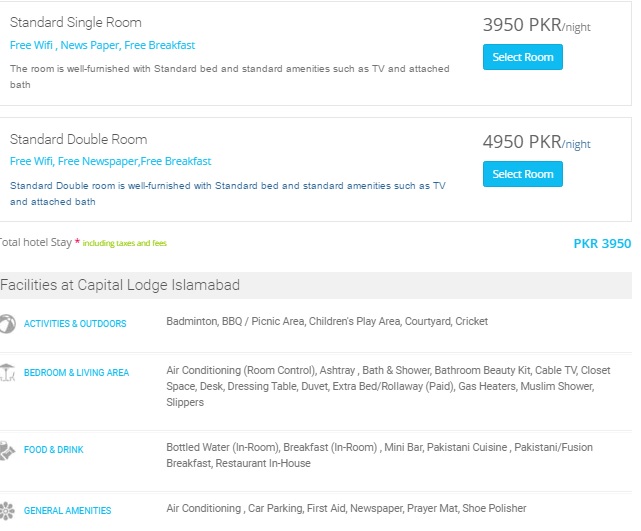 Standard Single Room
3950 PKR/night
Free Wifi , News Paper, Free Breakfast
Select Room
The room is well-furnished with Standard bed and standard amenities such as TV and attached
bath
Standard Double Room
4950 PKR/night
Free Wifi, Free Newspaper,Free Breakfast
Select Room
Standard Double room is well-furnished with Standard bed and standard amenities such as TV
and attached bath
Total hotel Stay * including taxes and fees
PKR 3950
Facilities at Capital Lodge Islamabad
ACTIVITIES & OUTDOORS
Badminton, BBQ / Picnic Area, Children's Play Area, Courtyard, Cricket
BEDROOM & LIVING AREA
Air Conditioning (Room Control), Ashtray , Bath & Shower, Bathroom Beauty Kit, Cable TV, Closet
Space, Desk, Dressing Table, Duvet, Extra Bed/Rollaway (Paid), Gas Heaters, Muslim Shower,
Slippers
FOOD & DRINK
Bottled Water (In-Room), Breakfast (In-Room) , Mini Bar, Pakistani Cuisine , Pakistani/Fusion
Breakfast, Restaurant In-House
GENERAL AMENITIES
Air Conditioning , Car Parking, First Aid, Newspaper, Prayer Mat, Shoe Polisher